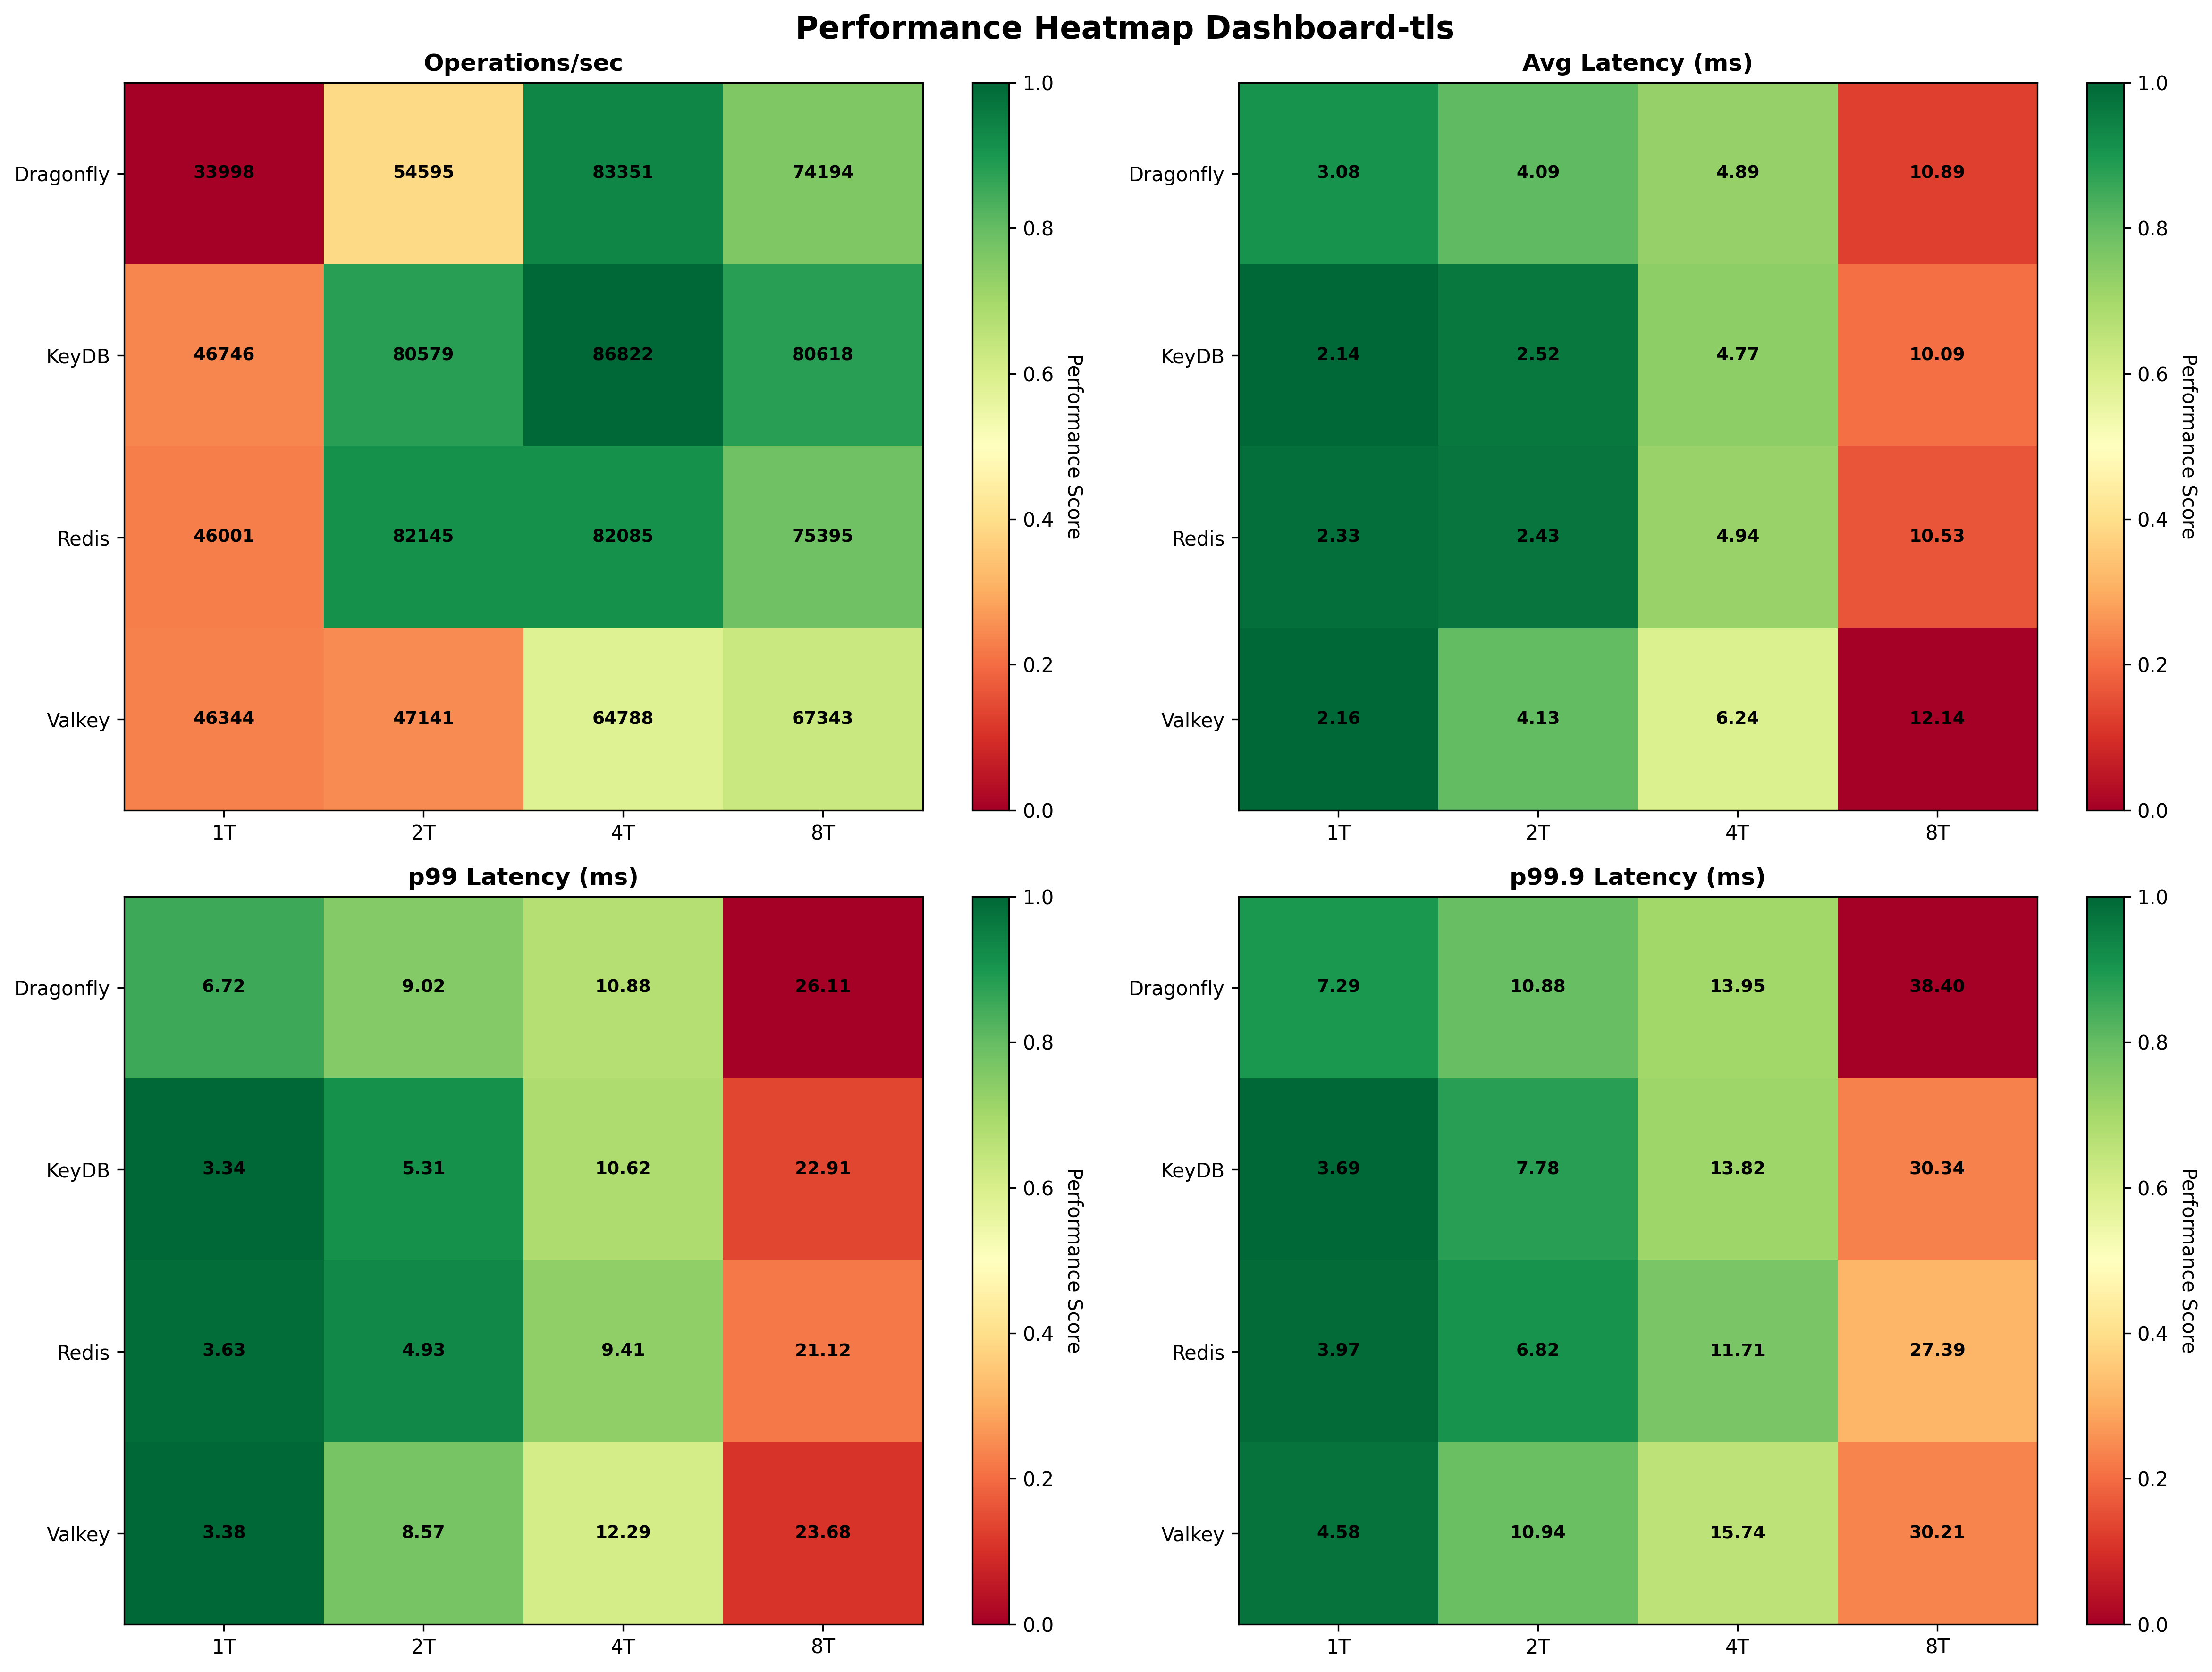 Performance Heatmap Dashboard-tls
Operations/sec
Dragonfly 33998 54595 83351 74194
KeyDB 46746 80579 86822 80618
Redis 46001 82145 82085 75395
Valkey 46344 47141 64788 67343
1T 2T 4T 8T
1.0
0.8
0.6
0.4
0.2
0.0
Performance Score
Avg Latency (ms)
Dragonfly 3.08 4.09 4.89 10.89
KeyDB 2.14 2.52 4.77 10.09
Redis 2.33 2.43 4.94 10.53
Valkey 2.16 4.13 6.24 12.14
1T 2T 4T 8T
1.0
0.8
0.6
0.4
0.2
0.0
Performance Score
p99 Latency (ms)
Dragonfly 6.72 9.02 10.88 26.11
KeyDB 3.34 5.31 10.62 22.91
Redis 3.63 4.93 9.41 21.12
Valkey 3.38 8.57 12.29 23.68
1T 2T 4T 8T
1.0
0.8
0.6
0.4
0.2
0.0
Performance Score
p99.9 Latency (ms)
Dragonfly 7.29 10.88 13.95 38.40
KeyDB 3.69 7.78 13.82 30.34
Redis 3.97 6.82 11.71 27.39
Valkey 4.58 10.94 15.74 30.21
1T 2T 4T 8T
1.0
0.8
0.6
0.4
0.2
0.0
Performance Score